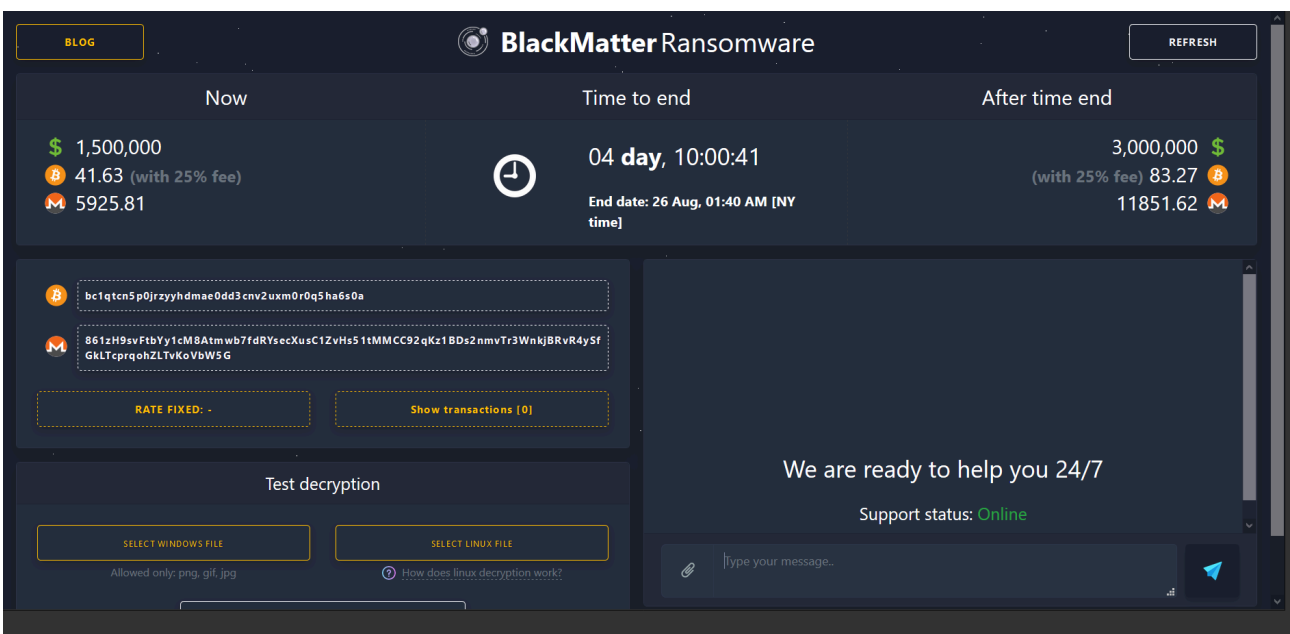 BLOG
BlackMatter Ransomware
REFRESH
Now
Time to end
After time end
$ 1,500,000
41.63 (with 25% fee)
5925.81
04 day, 10:00:41
End date: 26 Aug, 01:40 AM [NY
time]
3,000,000 $
(with 25% fee) 83.27
11851.62
bc1qtcn5p0jrzyyhdmae0dd3cnv2uxm0r0q5ha6s0a
861zH9svFtbYy1cM8Atmwb7fdRYsecXusC1ZvHs51tMMCC92qKz1BDs2nmvTr3WnkjBRvR4ySf
GkLTcprqohZLTvKoVbW5G
RATE FIXED: -
Show transactions [0]
Test decryption
SELECT WINDOWS FILE
SELECT LINUX FILE
Allowed only: png, gif, jpg
? How does linux decryption work?
We are ready to help you 24/7
Support status: Online
Type your message..